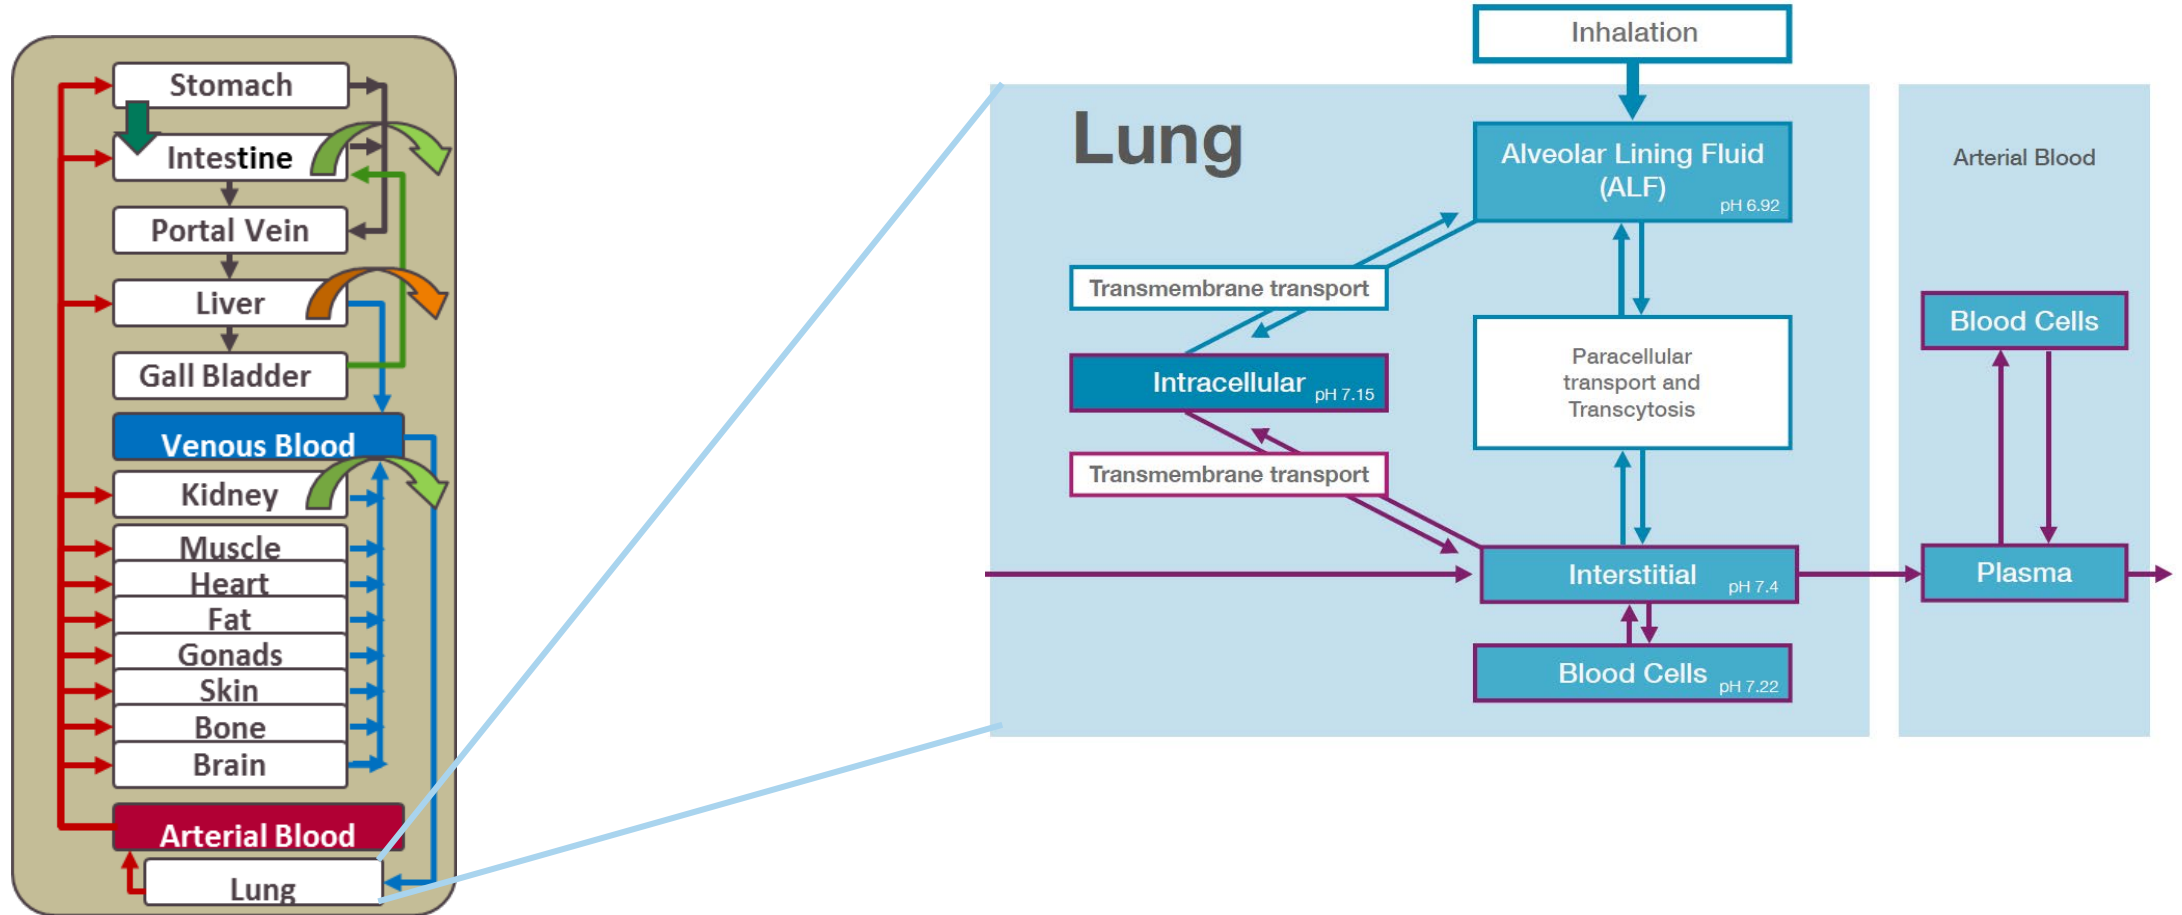 Stomach
Intestine
Portal Vein
Liver
Gall Bladder
Venous Blood
Kidney
Muscle
Heart
Fat
Gonads
Skin
Bone
Brain
Arterial Blood
Lung
Inhalation
Lung
Alveolar Lining Fluid
(ALF)
pH 6.92
Transmembrane transport
Paracellular
transport and
Transcytosis
Intracellular pH 7.15
Transmembrane transport
Interstitial pH 7.4
Blood Cells pH 7.22
Arterial Blood
Blood Cells
Plasma